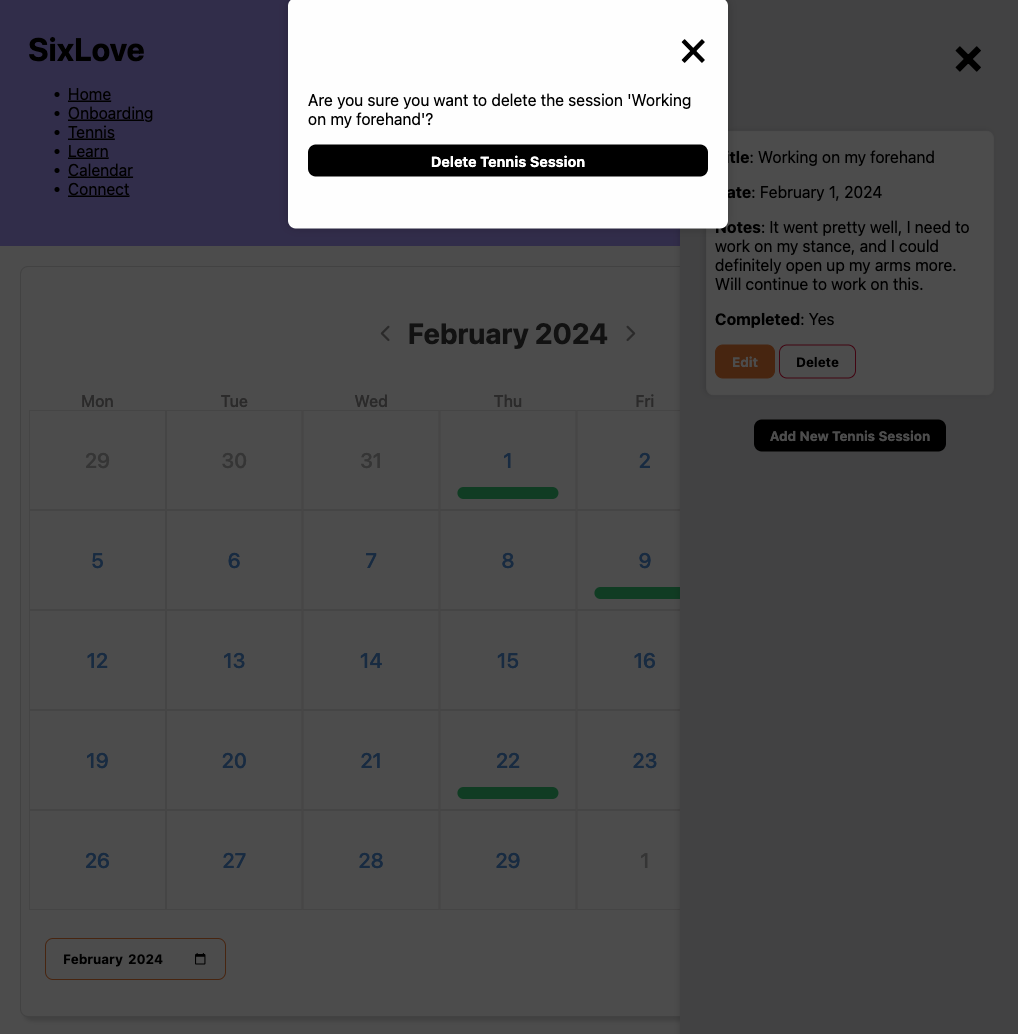 SixLove
Home
Onboarding
Tennis
Learn
Calendar
Connect
Are you sure you want to delete the session 'Working
on my forehand'?
Delete Tennis Session
tle: Working on my forehand
ate: February 1, 2024
Notes: It went pretty well, I need to
work on my stance, and I could
definitely open up my arms more.
Will continue to work on this.
Completed: Yes
Edit Delete
Add New Tennis Session
February 2024
Mon Tue Wed Thu Fri
29 30 31 1 2
5 6 7 8 9
12 13 14 15 16
19 20 21 22 23
26 27 28 29 1
February 2024